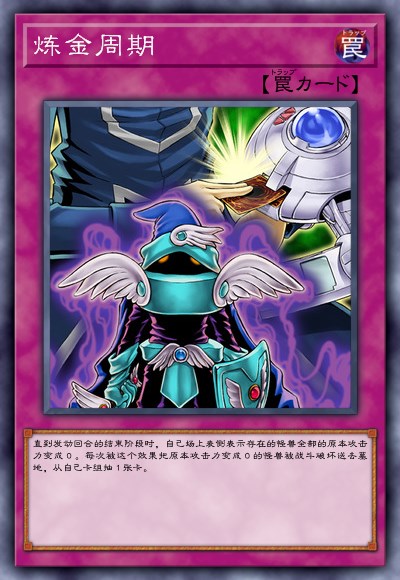 炼金周期
トラップ
罠
トラップ
【罠カード】
直到发动回合的结束阶段时，自己场上表侧表示存在的怪兽全部的原本攻击
力变成０。每次被这个效果把原本攻击力变成０的怪兽被战斗破坏送去墓
地，从自己卡组抽１张卡。